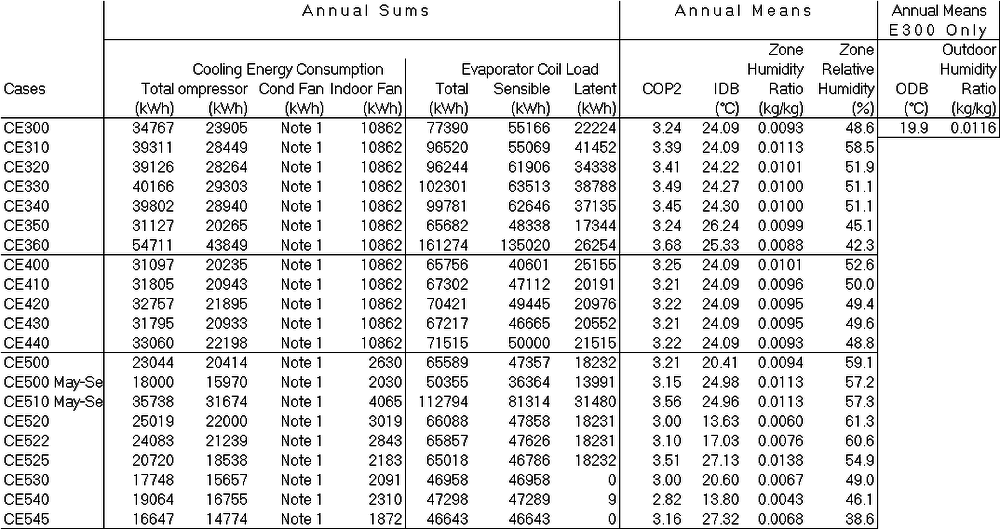 Annual Sums Annual Means Annual Means
E300 Only
Zone Zone Outdoor
Cooling Energy Consumption Evaporator Coil Load Humidity Relative Humidity
Cases Total ompressor Cond Fan Indoor Fan Total Sensible Latent COP2 IDB Ratio Humidity ODB Ratio
(kWh) (kWh) (kWh) (kWh) (kWh) (kWh) (kWh) (°C) (kg/kg) (%) (°C) (kg/kg)
CE300 34767 23905 Note 1 10862 77390 55166 22224 3.24 24.09 0.0093 48.6 19.9 0.0116
CE310 39311 28449 Note 1 10862 96520 55069 41452 3.39 24.09 0.0113 58.5
CE320 39126 28264 Note 1 10862 96244 61906 34338 3.41 24.22 0.0101 51.9
CE330 40166 29303 Note 1 10862 102301 63513 38788 3.49 24.27 0.0100 51.1
CE340 39802 28940 Note 1 10862 99781 62646 37135 3.45 24.30 0.0100 51.1
CE350 31127 20265 Note 1 10862 65682 48338 17344 3.24 26.24 0.0099 45.1
CE360 54711 43849 Note 1 10862 161274 135020 26254 3.68 25.33 0.0088 42.3
CE400 31097 20235 Note 1 10862 65756 40601 25155 3.25 24.09 0.0101 52.6
CE410 31805 20943 Note 1 10862 67302 47112 20191 3.21 24.09 0.0096 50.0
CE420 32757 21895 Note 1 10862 70421 49445 20976 3.22 24.09 0.0095 49.4
CE430 31795 20933 Note 1 10862 67217 46665 20552 3.21 24.09 0.0095 49.6
CE440 33060 22198 Note 1 10862 71515 50000 21515 3.22 24.09 0.0093 48.8
CE500 23044 20414 Note 1 2630 65589 47357 18232 3.21 20.41 0.0094 59.1
CE500 May-Se 18000 15970 Note 1 2030 50355 36364 13991 3.15 24.98 0.0113 57.2
CE510 May-Se 35738 31674 Note 1 4065 112794 81314 31480 3.56 24.96 0.0113 57.3
CE520 25019 22000 Note 1 3019 66088 47858 18231 3.00 13.63 0.0060 61.3
CE522 24083 21239 Note 1 2843 65857 47626 18231 3.10 17.03 0.0076 60.6
CE525 20720 18538 Note 1 2183 65018 46786 18232 3.51 27.13 0.0138 54.9
CE530 17748 15657 Note 1 2091 46958 46958 0 3.00 20.60 0.0067 49.0
CE540 19064 16755 Note 1 2310 47298 47289 9 2.82 13.80 0.0043 46.1
CE545 16647 14774 Note 1 1872 46643 46643 0 3.16 27.32 0.0068 38.6